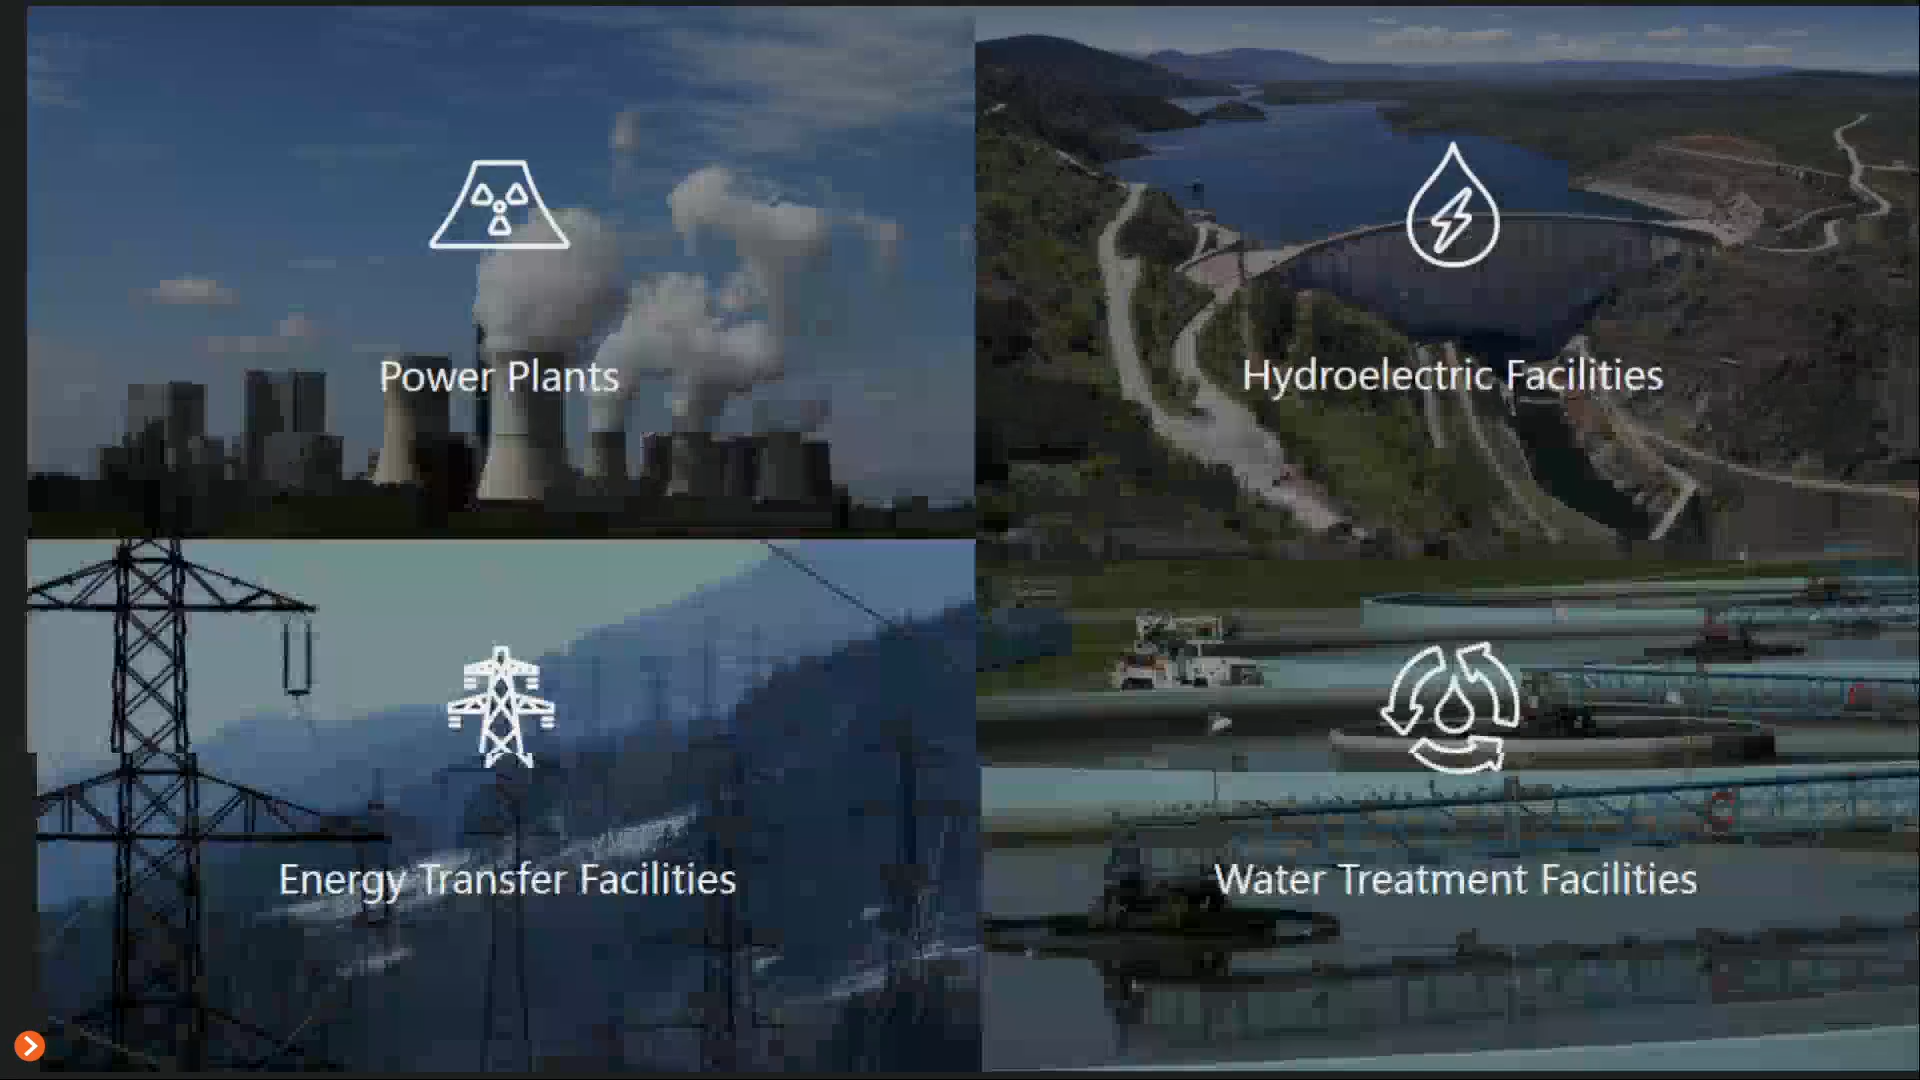 Power Plants
Hydroelectric Facilities
Energy Transfer Facilities
Water Treatment Facilities